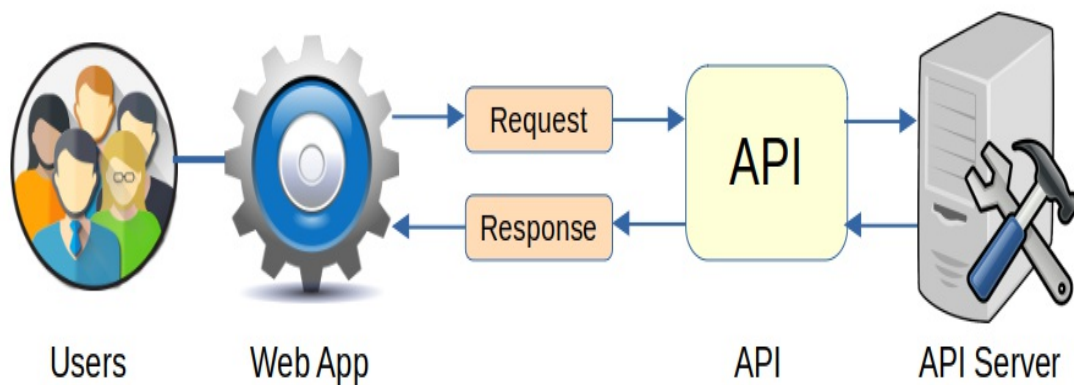 Request
API
Response
Users
Web App
API
API Server